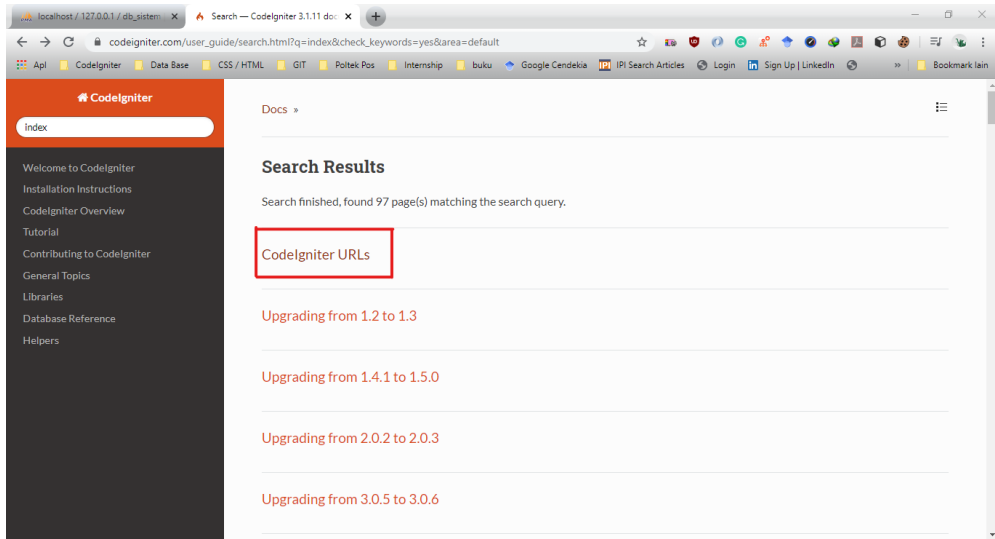 localhost / 127.0.0.1 / db_sistem
Search — CodeIgniter 3.1.11 doc
codeigniter.com/user_guide/search.html?q=index&check_keywords=yes&area=default
Apl CodeIgniter Data Base CSS / HTML GIT Poltek Pos Internship buku Google Cendekia IPI IPI Search Articles Login in Sign Up | LinkedIn » Bookmark lain
CodeIgniter
index
Welcome to CodeIgniter
Installation Instructions
CodeIgniter Overview
Tutorial
Contributing to CodeIgniter
General Topics
Libraries
Database Reference
Helpers
Docs »
Search Results
Search finished, found 97 page(s) matching the search query.
CodeIgniter URLs
Upgrading from 1.2 to 1.3
Upgrading from 1.4.1 to 1.5.0
Upgrading from 2.0.2 to 2.0.3
Upgrading from 3.0.5 to 3.0.6